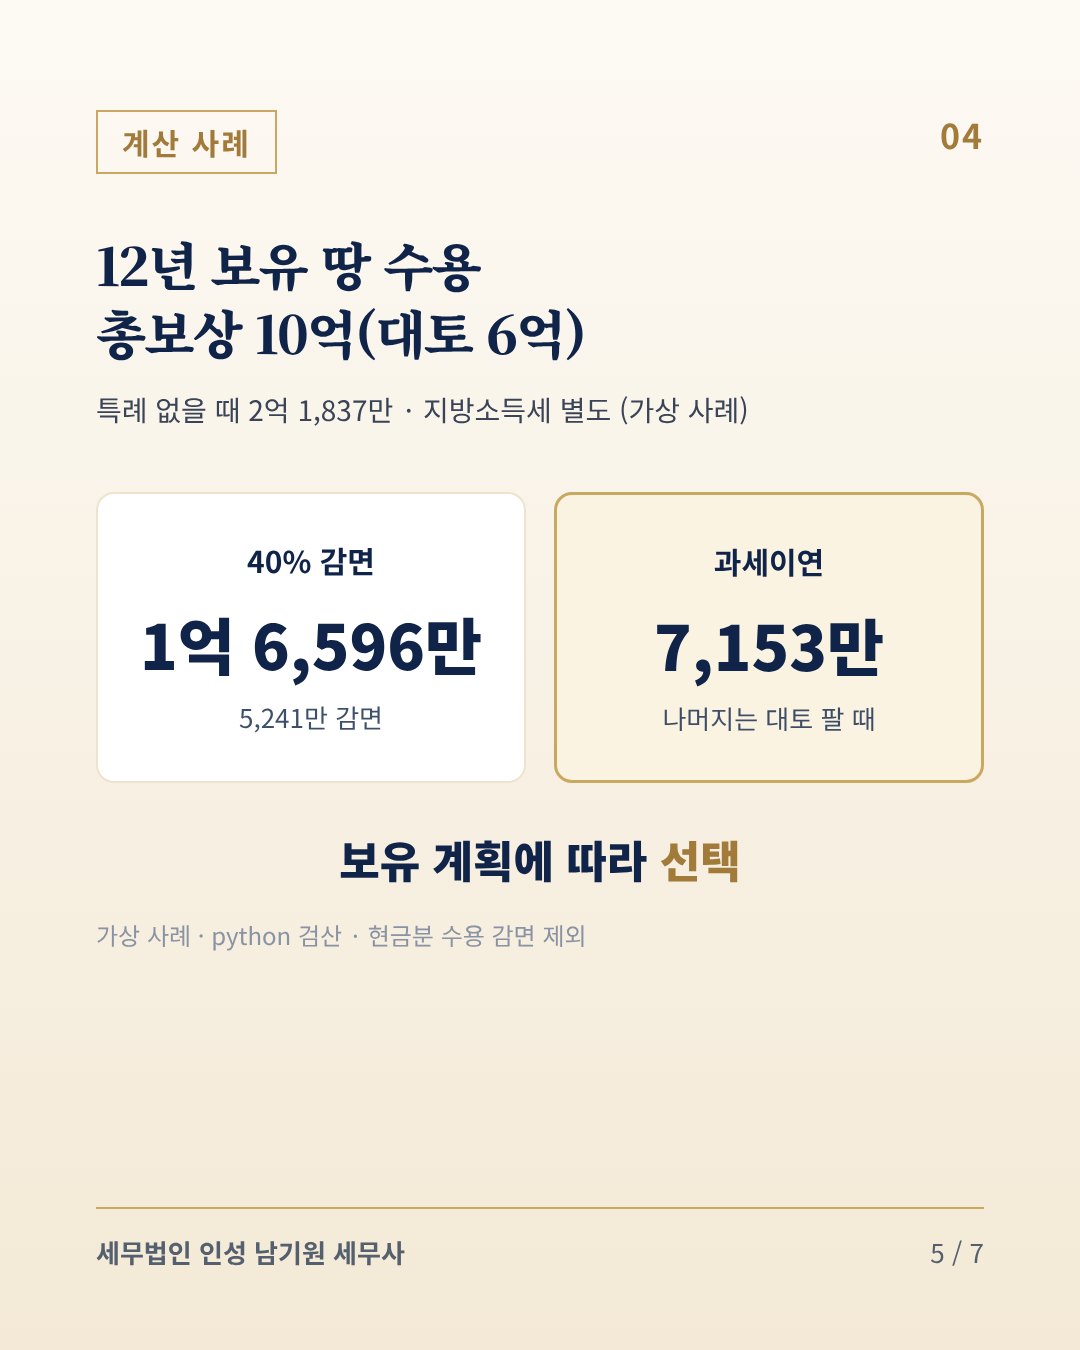 계산 사례
04
12년 보유 땅 수용
총보상 10억(대토 6억)
특례 없을 때 2억 1,837만 · 지방소득세 별도 (가상 사례)
40% 감면
1억 6,596만
5,241만 감면
과세이연
7,153만
나머지는 대토 팔 때
보유 계획에 따라 선택
가상 사례 · python 검산 · 현금분 수용 감면 제외
세무법인 인성 남기원 세무사
5 / 7